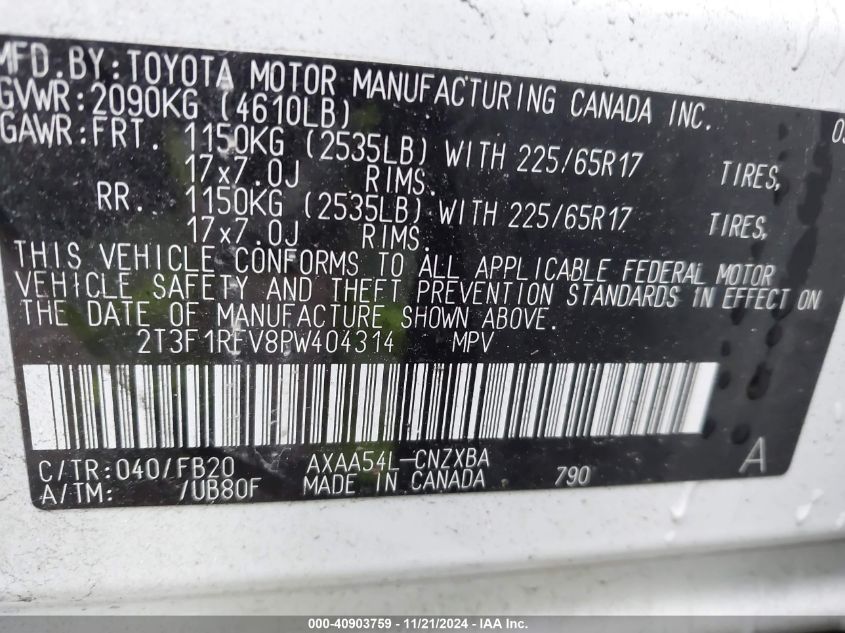 MFD. BY: TOYOTA MOTOR MANUFACTURING CANADA INC.
GVWR: 2090KG (4610LB)
GAWR: FRT. 1150KG (2535LB) WITH 225/65R17 TIRES,
17x7.0J RIMS.
RR. 1150KG (2535LB) WITH 225/65R17 TIRES,
17x7.0J RIMS.
THIS VEHICLE CONFORMS TO ALL APPLICABLE FEDERAL MOTOR
VEHICLE SAFETY AND THEFT PREVENTION STANDARDS IN EFFECT ON
THE DATE OF MANUFACTURE SHOWN ABOVE.
2T3F1REV8PW404314 MPV
C/TR: 040/FB20 AXAA54L-CNZXBA A
A/TM: /UB80F MADE IN CANADA 790
000-40903759 - 11/21/2024 - IAA Inc.